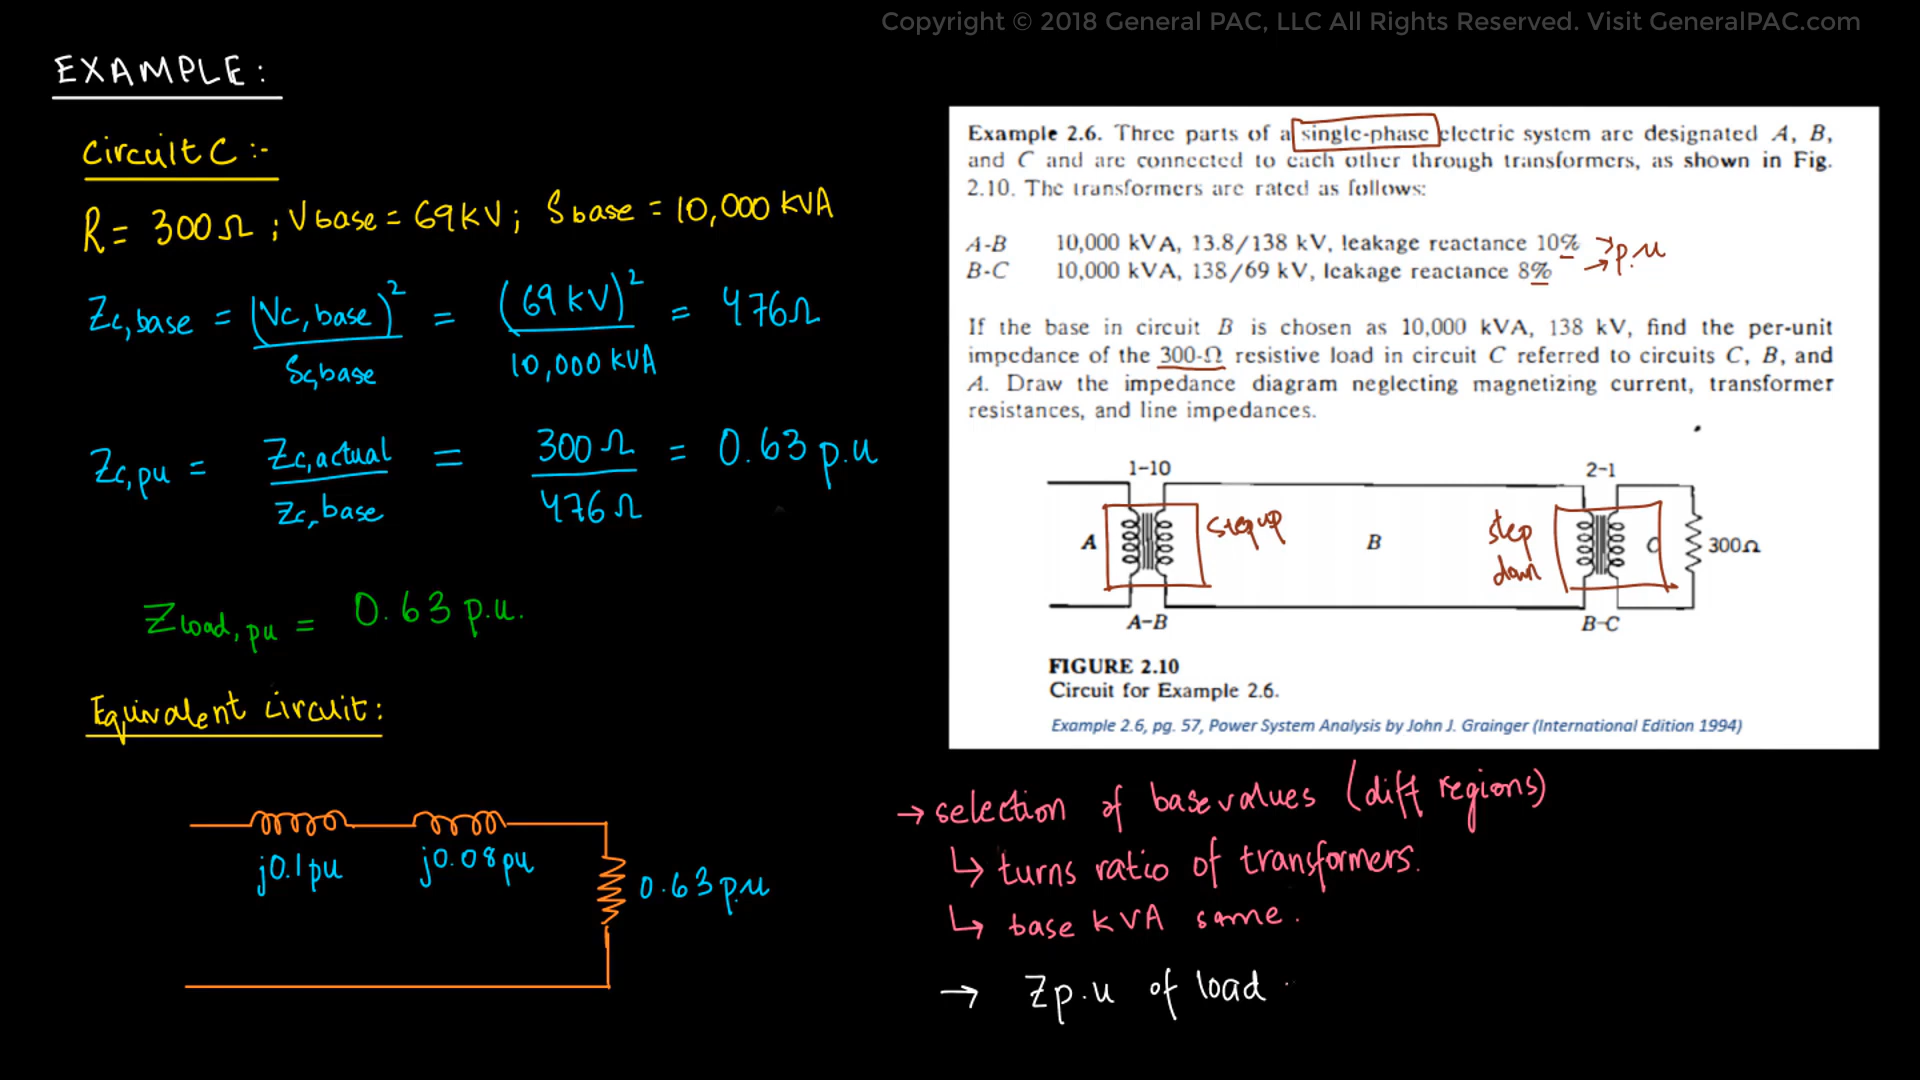 Copyright © 2018 General PAC, LLC All Rights Reserved. Visit GeneralPAC.com
EXAMPLE:
Circuit C :-
R = 300Ω ; Vbase = 69KV ; Sbase = 10,000 KVA
Zc,base = (Vc,base)² / Sc,base = (69 KV)² / 10,000 KVA = 476Ω
Zc,pu = Zc,actual / Zc,base = 300 Ω / 476 Ω = 0.63 p.u
Zload,pu = 0.63 p.u.
Equivalent circuit:
j0.1pu
j0.08pu
0.63 p.u
Example 2.6. Three parts of a single-phase electric system are designated A, B,
and C and are connected to each other through transformers, as shown in Fig.
2.10. The transformers are rated as follows:
A-B 10,000 kVA, 13.8/138 kV, leakage reactance 10%
B-C 10,000 kVA, 138/69 kV, leakage reactance 8%
→ p.u
If the base in circuit B is chosen as 10,000 kVA, 138 kV, find the per-unit
impedance of the 300-Ω resistive load in circuit C referred to circuits C, B, and
A. Draw the impedance diagram neglecting magnetizing current, transformer
resistances, and line impedances.
1-10
2-1
A
step up
B
step
down
C
300Ω
A-B
B-C
FIGURE 2.10
Circuit for Example 2.6.
Example 2.6, pg. 57, Power System Analysis by John J. Grainger (International Edition 1994)
→ selection of base values (diff regions)
↳ turns ratio of transformers.
↳ base KVA same.
→ Zp.u of load